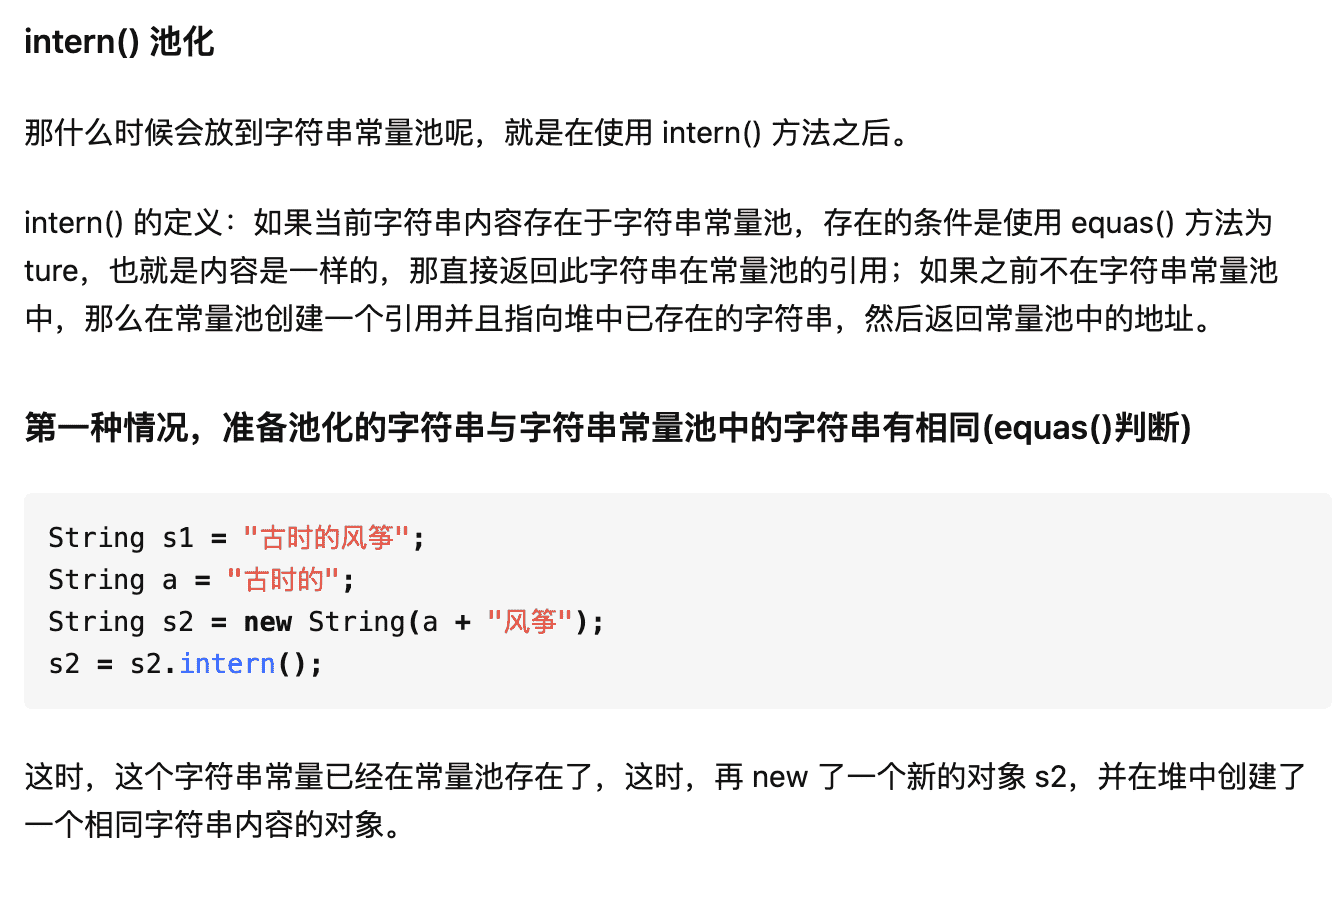 intern() 池化
那什么时候会放到字符串常量池呢，就是在使用 intern() 方法之后。
intern() 的定义：如果当前字符串内容存在于字符串常量池，存在的条件是使用 equas() 方法为
ture，也就是内容是一样的，那直接返回此字符串在常量池的引用；如果之前不在字符串常量池
中，那么在常量池创建一个引用并且指向堆中已存在的字符串，然后返回常量池中的地址。
第一种情况，准备池化的字符串与字符串常量池中的字符串有相同(equas()判断)
String s1 = "古时的风筝";
String a = "古时的";
String s2 = new String(a + "风筝");
s2 = s2.intern();
这时，这个字符串常量已经在常量池存在了，这时，再 new 了一个新的对象 s2，并在堆中创建了
一个相同字符串内容的对象。